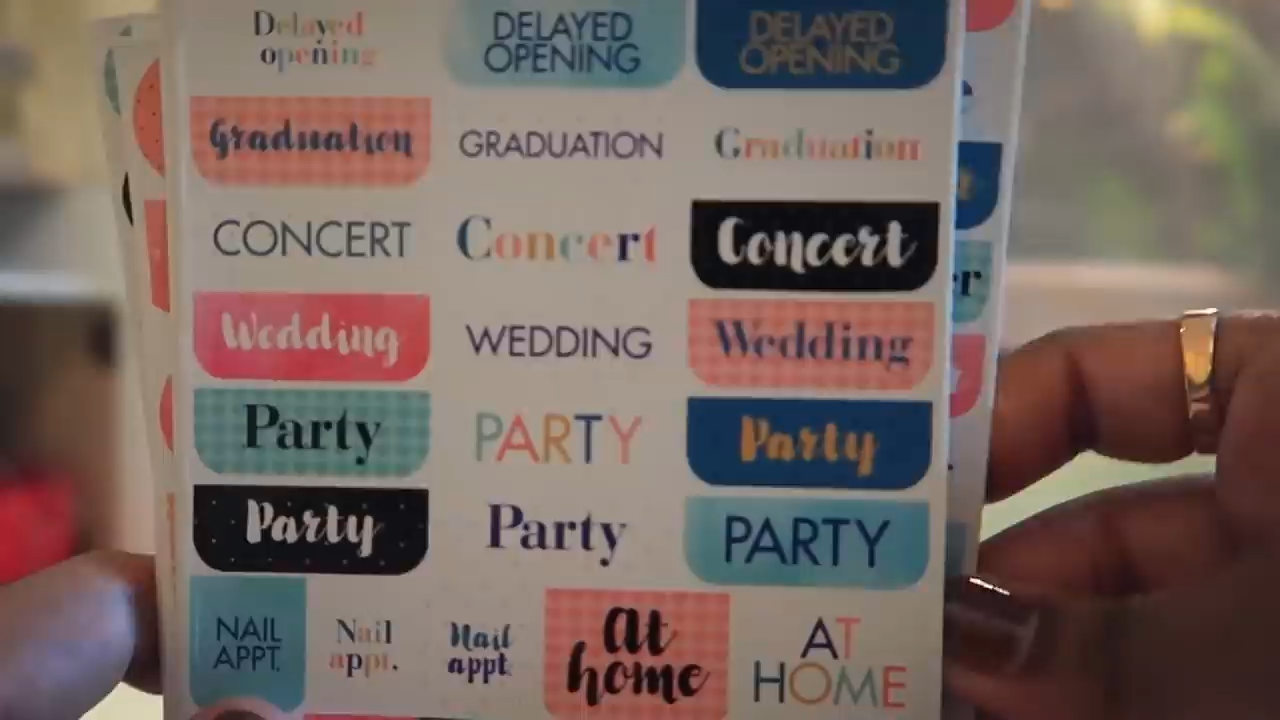 Delayed
opening
DELAYED
OPENING
DELAYED
OPENING
Graduation
GRADUATION
Graduation
CONCERT
Concert
Concert
Wedding
WEDDING
Wedding
Party
PARTY
Party
Party
Party
PARTY
NAIL
APPT.
Nail
appt.
Nail
appt.
at
home
AT
HOME